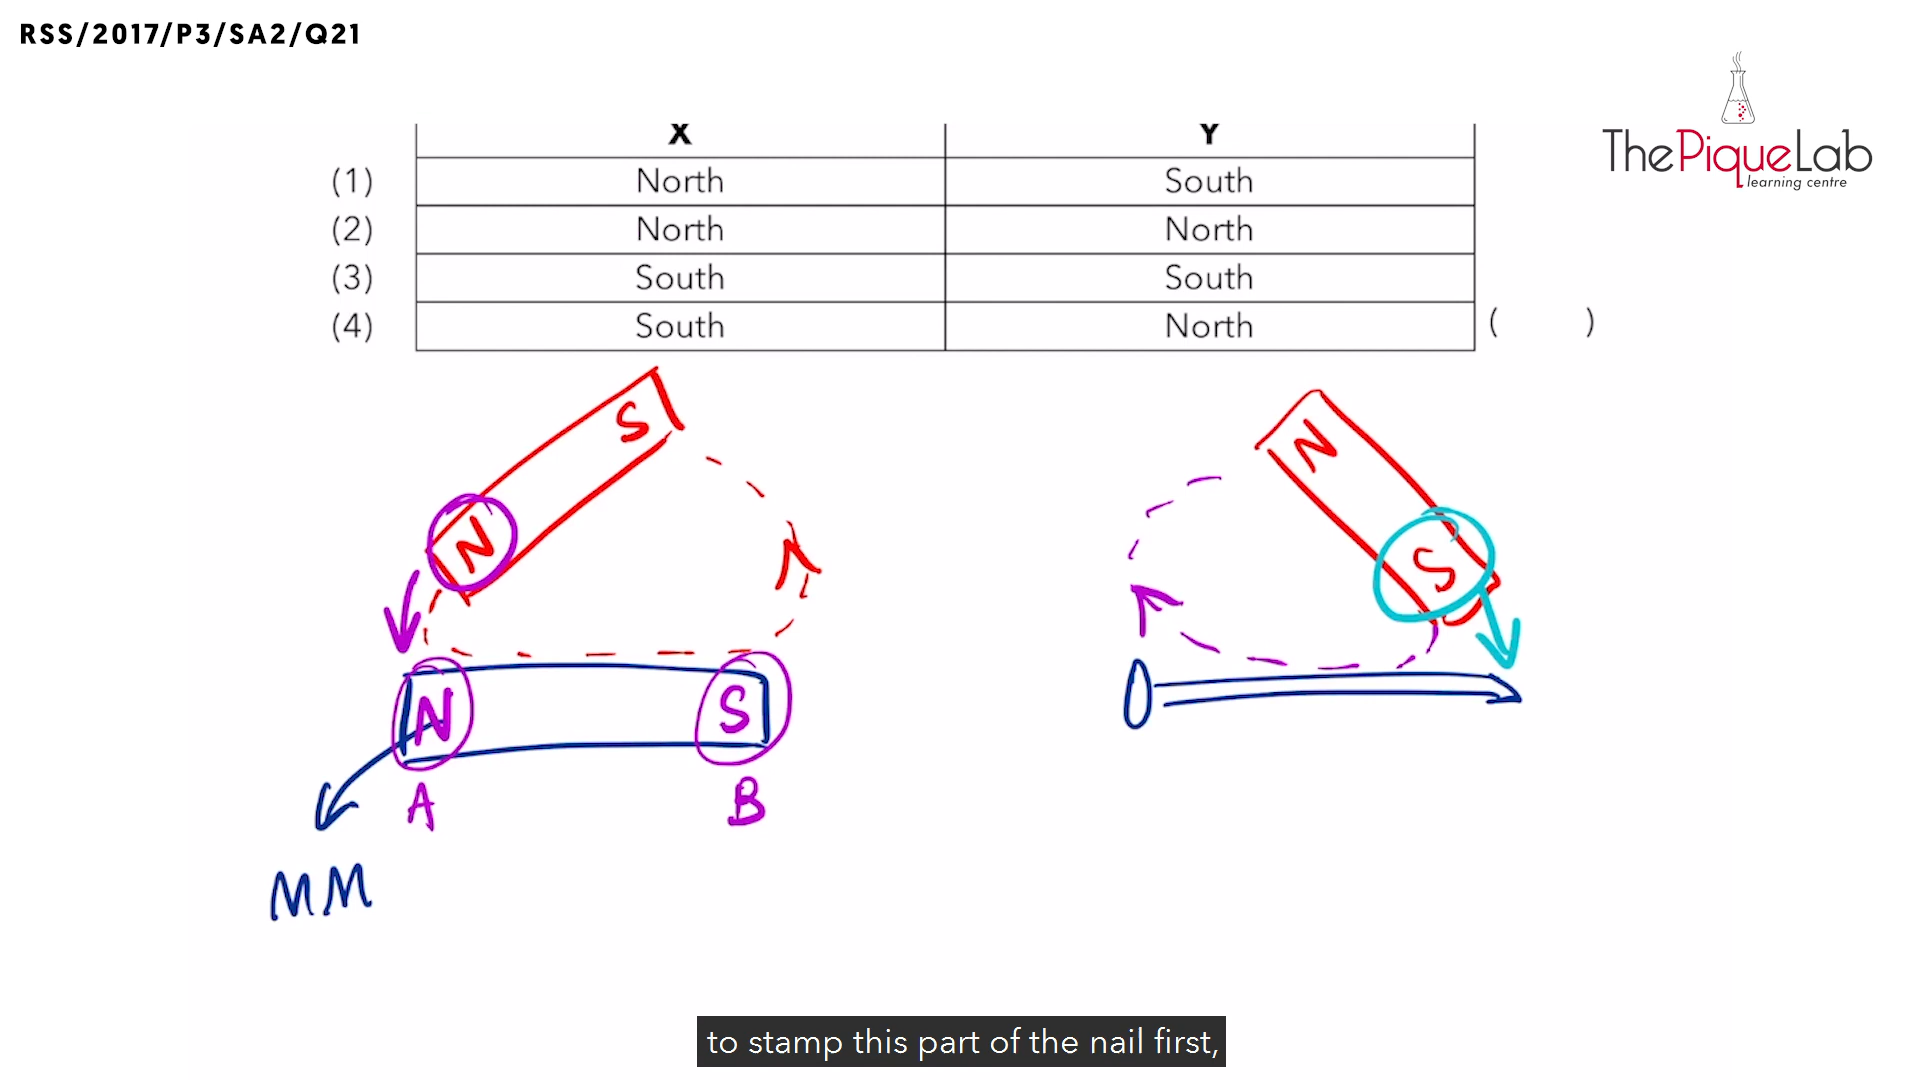 RSS/2017/P3/SA2/Q21
ThePiqueLab
learning centre
X Y
(1) North South
(2) North North
(3) South South
(4) South North ( )
S N
N S
N S
A B
MM
to stamp this part of the nail first,